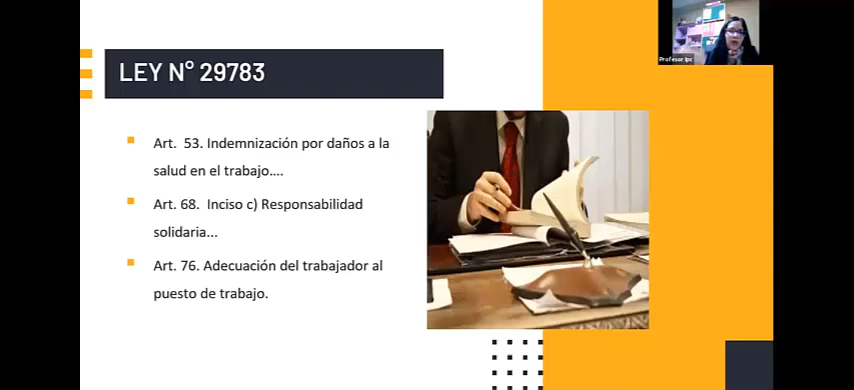 Profesar Ipc
LEY N° 29783
Art. 53. Indemnización por daños a la
salud en el trabajo....
Art. 68. Inciso c) Responsabilidad
solidaria...
Art. 76. Adecuación del trabajador al
puesto de trabajo.